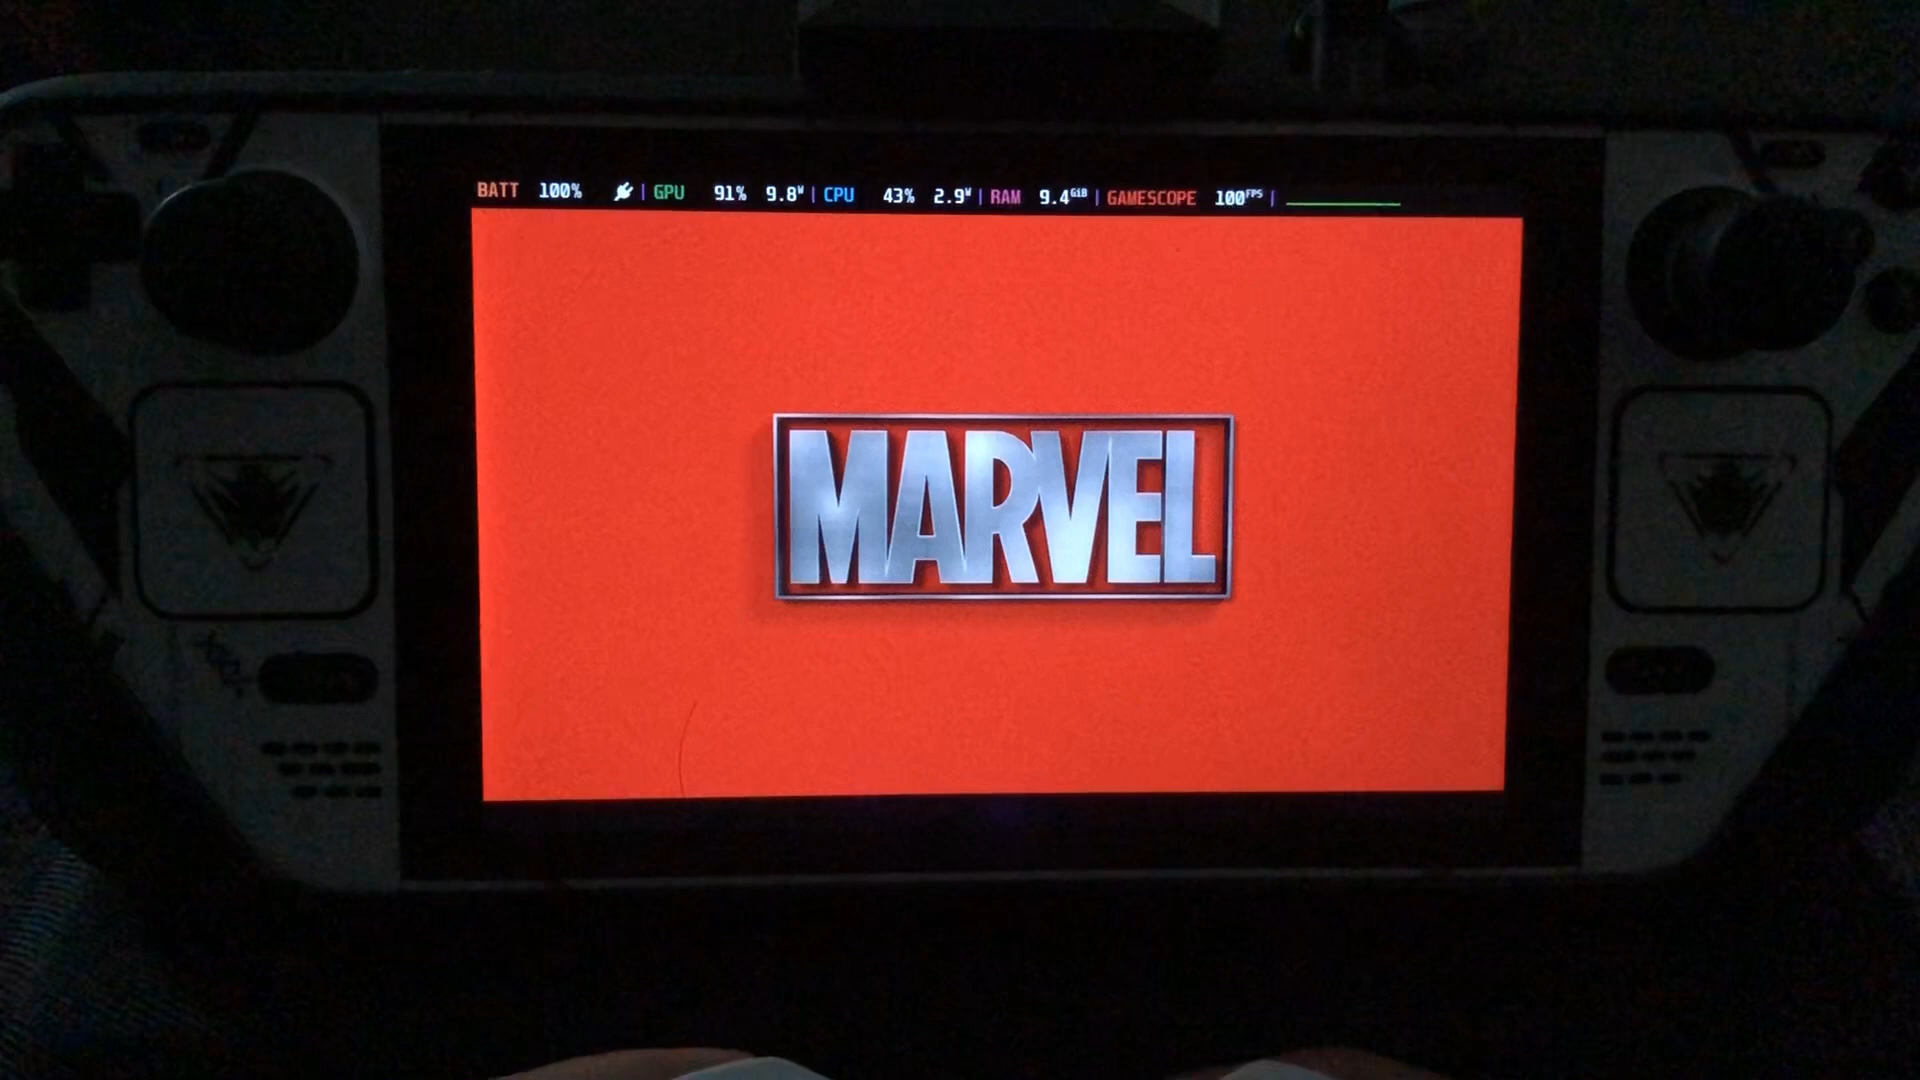 BATT 100% | GPU 91% 9.8W | CPU 43% 2.9W | RAM 9.4GiB | GAMESCOPE 100FPS |
MARVEL